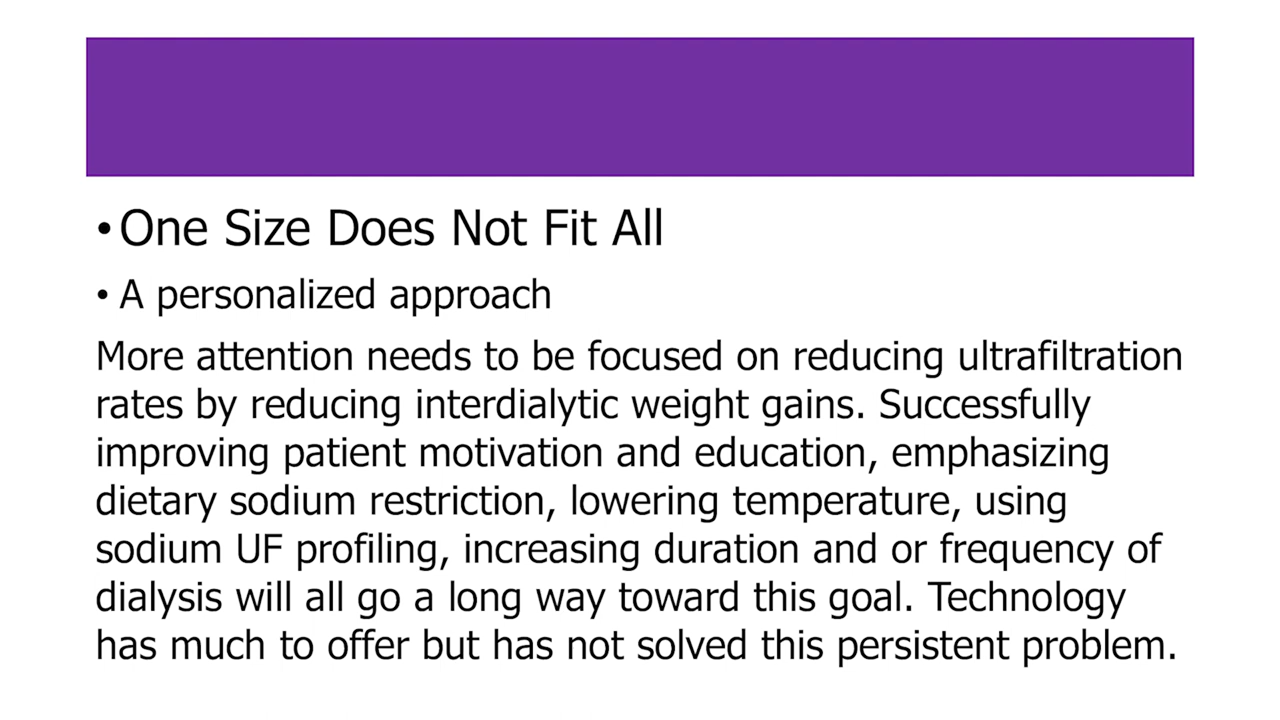 •One Size Does Not Fit All
• A personalized approach
More attention needs to be focused on reducing ultrafiltration
rates by reducing interdialytic weight gains. Successfully
improving patient motivation and education, emphasizing
dietary sodium restriction, lowering temperature, using
sodium UF profiling, increasing duration and or frequency of
dialysis will all go a long way toward this goal. Technology
has much to offer but has not solved this persistent problem.